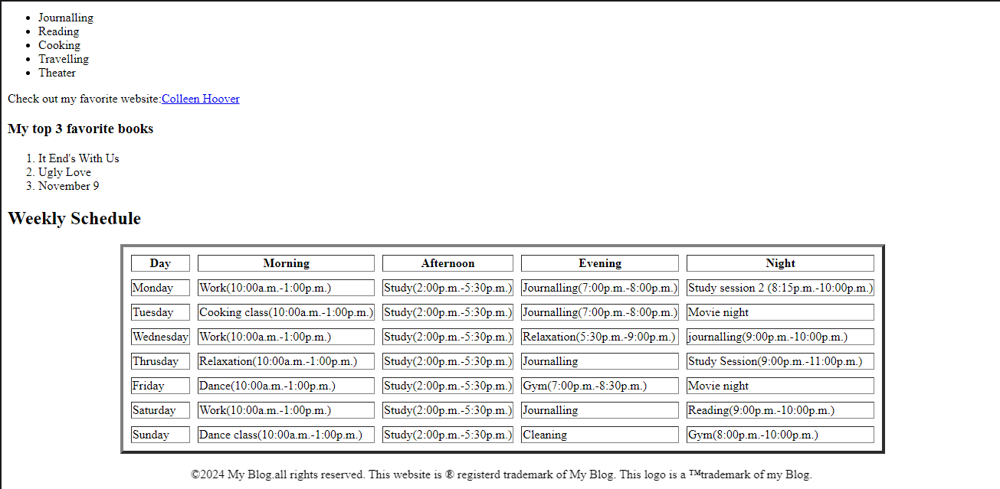 Journalling
Reading
Cooking
Travelling
Theater
Check out my favorite website:Colleen Hoover
My top 3 favorite books
1. It End's With Us
2. Ugly Love
3. November 9
Weekly Schedule
Day Morning Afternoon Evening Night
Monday Work(10:00a.m.-1:00p.m.) Study(2:00p.m.-5:30p.m.) Journalling(7:00p.m.-8:00p.m.) Study session 2 (8:15p.m.-10:00p.m.)
Tuesday Cooking class(10:00a.m.-1:00p.m.) Study(2:00p.m.-5:30p.m.) Journalling(7:00p.m.-8:00p.m.) Movie night
Wednesday Work(10:00a.m.-1:00p.m.) Study(2:00p.m.-5:30p.m.) Relaxation(5:30p.m.-9:00p.m.) journalling(9:00p.m.-10:00p.m.)
Thrusday Relaxation(10:00a.m.-1:00p.m.) Study(2:00p.m.-5:30p.m.) Journalling Study Session(9:00p.m.-11:00p.m.)
Friday Dance(10:00a.m.-1:00p.m.) Study(2:00p.m.-5:30p.m.) Gym(7:00p.m.-8:30p.m.) Movie night
Saturday Work(10:00a.m.-1:00p.m.) Study(2:00p.m.-5:30p.m.) Journalling Reading(9:00p.m.-10:00p.m.)
Sunday Dance class(10:00a.m.-1:00p.m.) Study(2:00p.m.-5:30p.m.) Cleaning Gym(8:00p.m.-10:00p.m.)
©2024 My Blog.all rights reserved. This website is ® registerd trademark of My Blog. This logo is a ™trademark of my Blog.